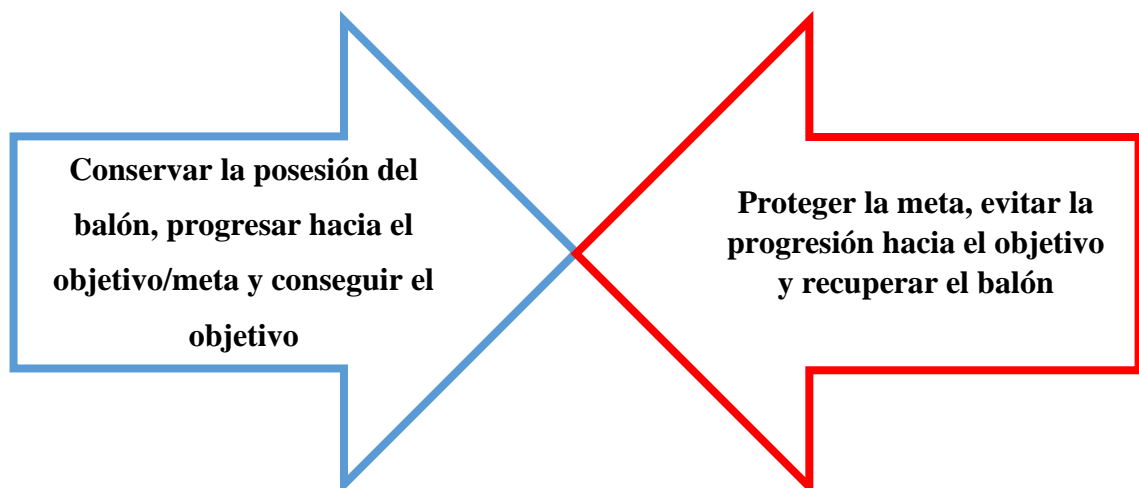 Conservar la posesión del
balón, progresar hacia el
objetivo/meta y conseguir el
objetivo
Proteger la meta, evitar la
progresión hacia el objetivo
y recuperar el balón